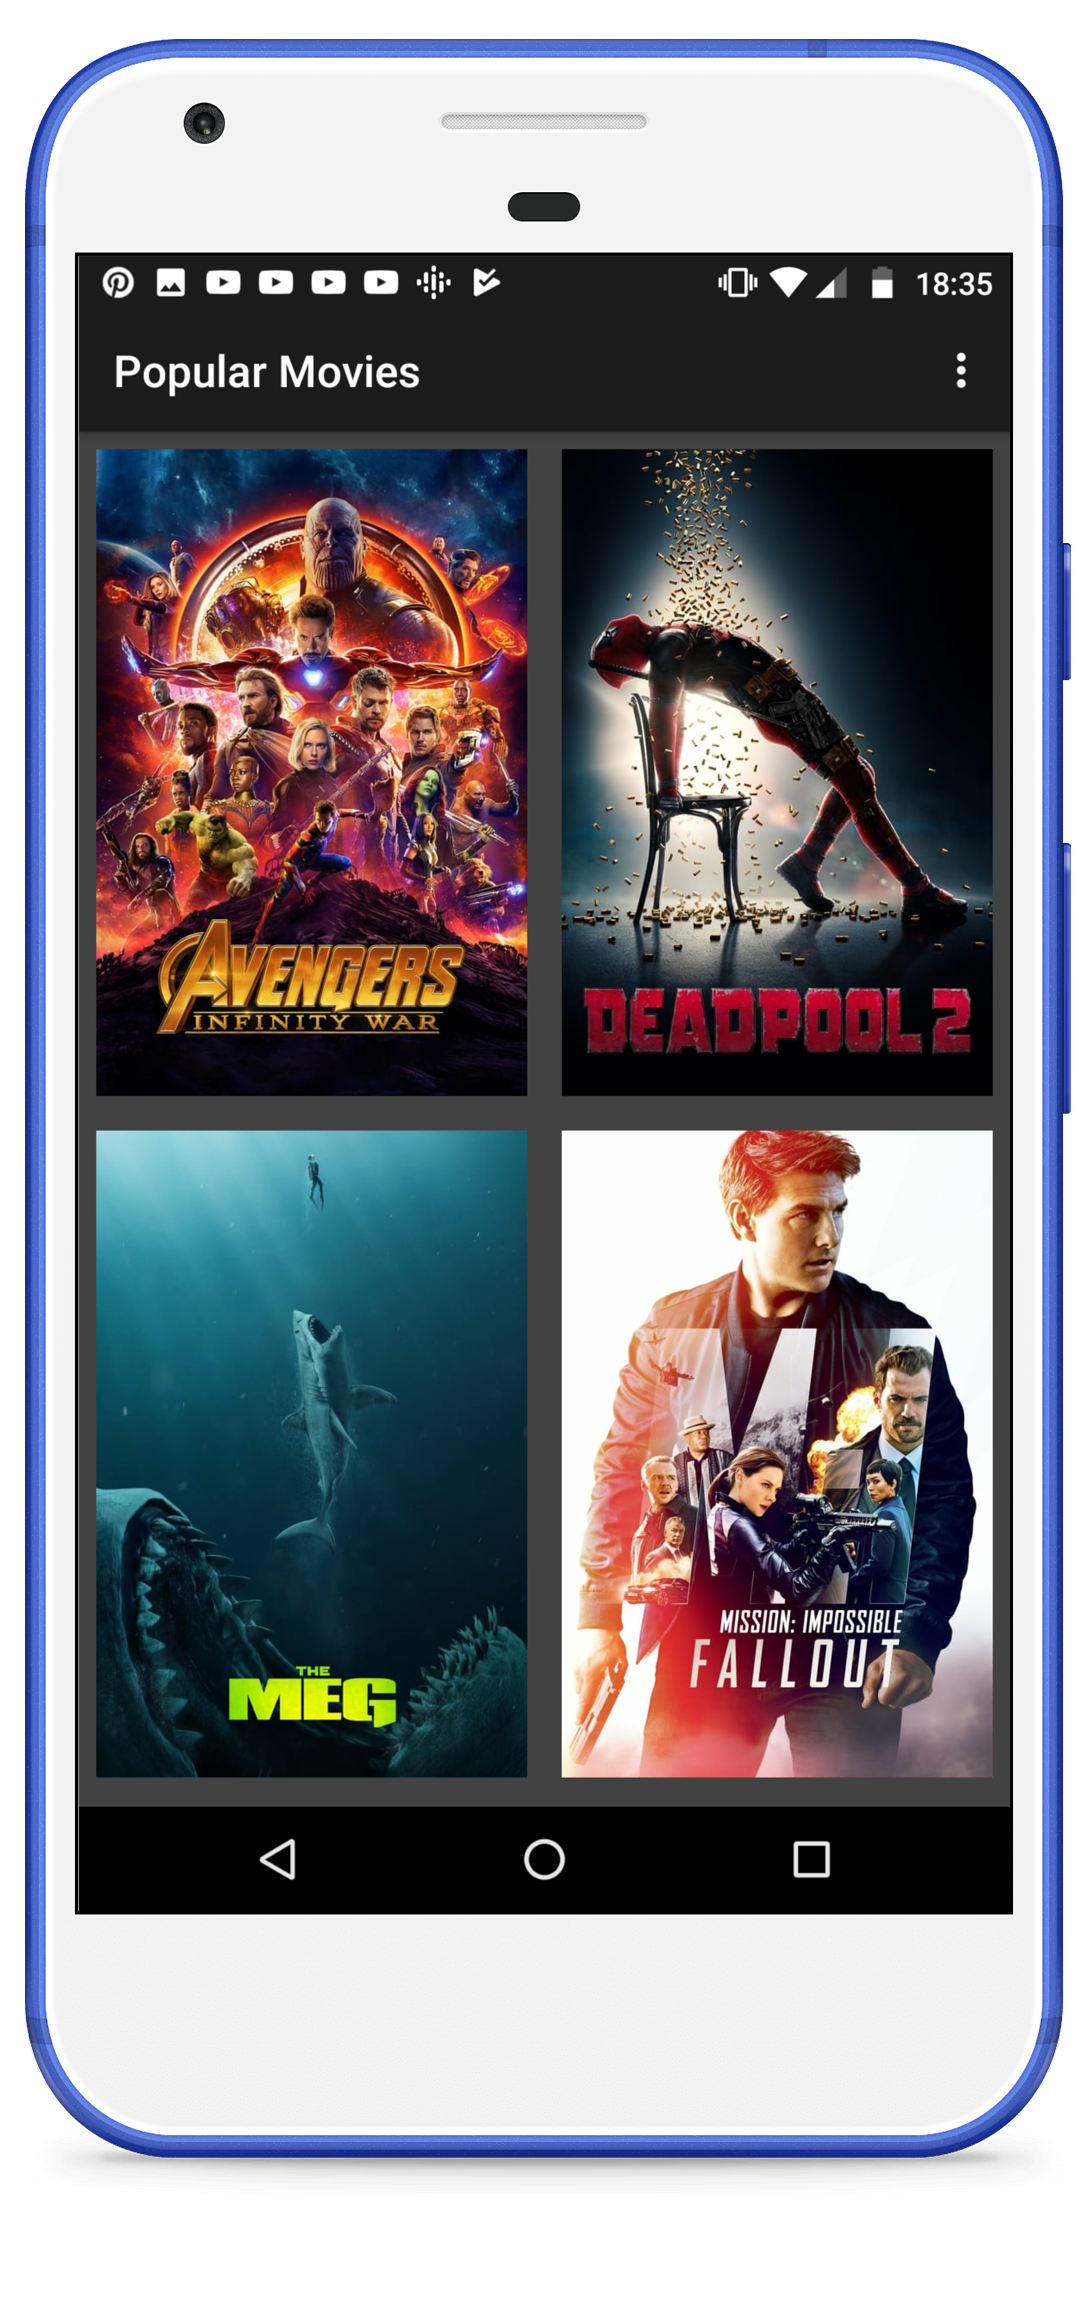 18:35
Popular Movies
AVENGERS
INFINITY WAR
DEADPOOL 2
THE
MEG
MISSION: IMPOSSIBLE
FALLOUT